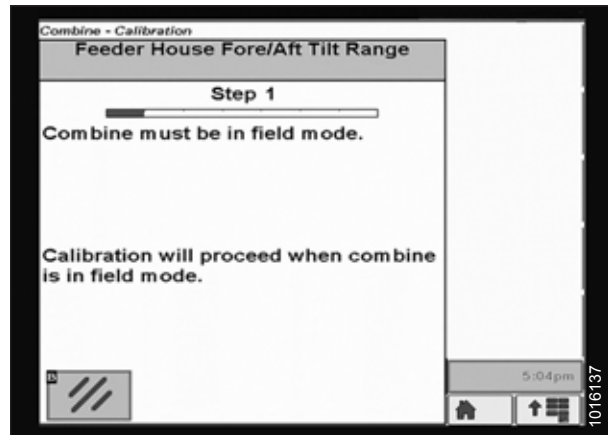 Combine - Calibration
Feeder House Fore/Aft Tilt Range
Step 1
Combine must be in field mode.
Calibration will proceed when combine
is in field mode.
5:04pm
1016137